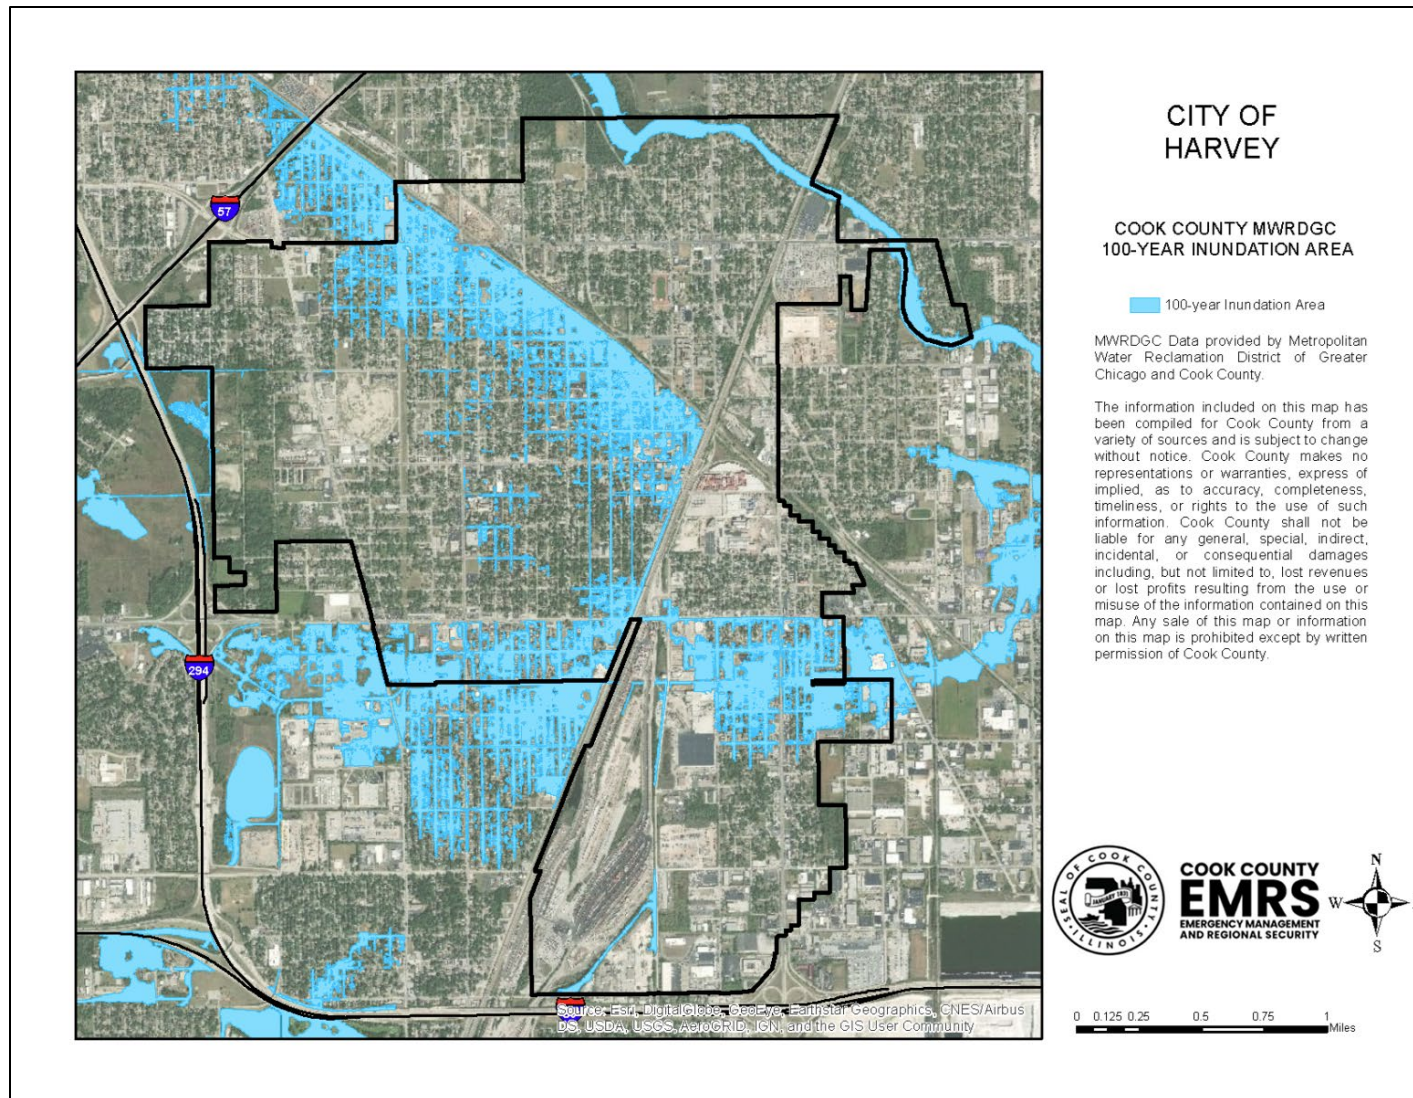 CITY OF
HARVEY
COOK COUNTY MWRDGC
100-YEAR INUNDATION AREA
100-year Inundation Area
MWRDGC Data provided by Metropolitan
Water Reclamation District of Greater
Chicago and Cook County.
The information included on this map has
been compiled for Cook County from a
variety of sources and is subject to change
without notice. Cook County makes no
representations or warranties, express of
implied, as to accuracy, completeness,
timeliness, or rights to the use of such
information. Cook County shall not be
liable for any general, special, indirect,
incidental, or consequential damages
including, but not limited to, lost revenues
or lost profits resulting from the use or
misuse of the information contained on this
map. Any sale of this map or information
on this map is prohibited except by written
permission of Cook County.
57
294
Source: Esri, DigitalGlobe, GeoEye, Earthstar Geographics, CNES/Airbus
DS, USDA, USGS, AeroGRID, IGN, and the GIS User Community
SEAL OF COOK COUNTY
JANUARY 1831
ILLINOIS
COOK COUNTY
EMRS
EMERGENCY MANAGEMENT
AND REGIONAL SECURITY
N
W
S
0 0.125 0.25 0.5 0.75 1
Miles